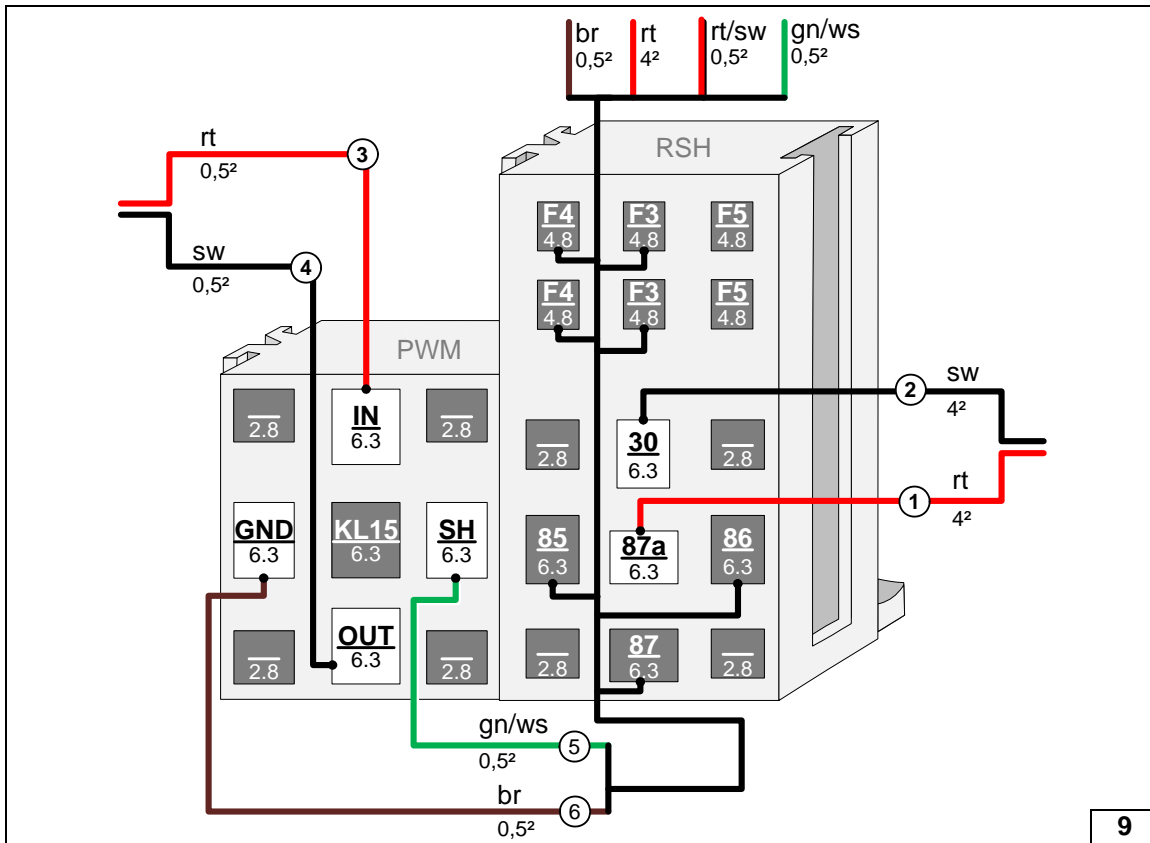 br rt rt/sw gn/ws
0,5² 4² 0,5² 0,5²
rt
0,5²
3
RSH
F4 F3 F5
4.8 4.8 4.8
sw
0,5²
4
F4 F3 F5
4.8 4.8 4.8
PWM
2
sw
4²
IN
2.8 6.3 2.8
30
2.8 6.3 2.8
1
rt
4²
GND KL15 SH
6.3 6.3 6.3
85 87a 86
6.3 6.3 6.3
OUT
2.8 6.3 2.8
87
2.8 6.3 2.8
gn/ws
0,5²
5
br
0,5²
6
9